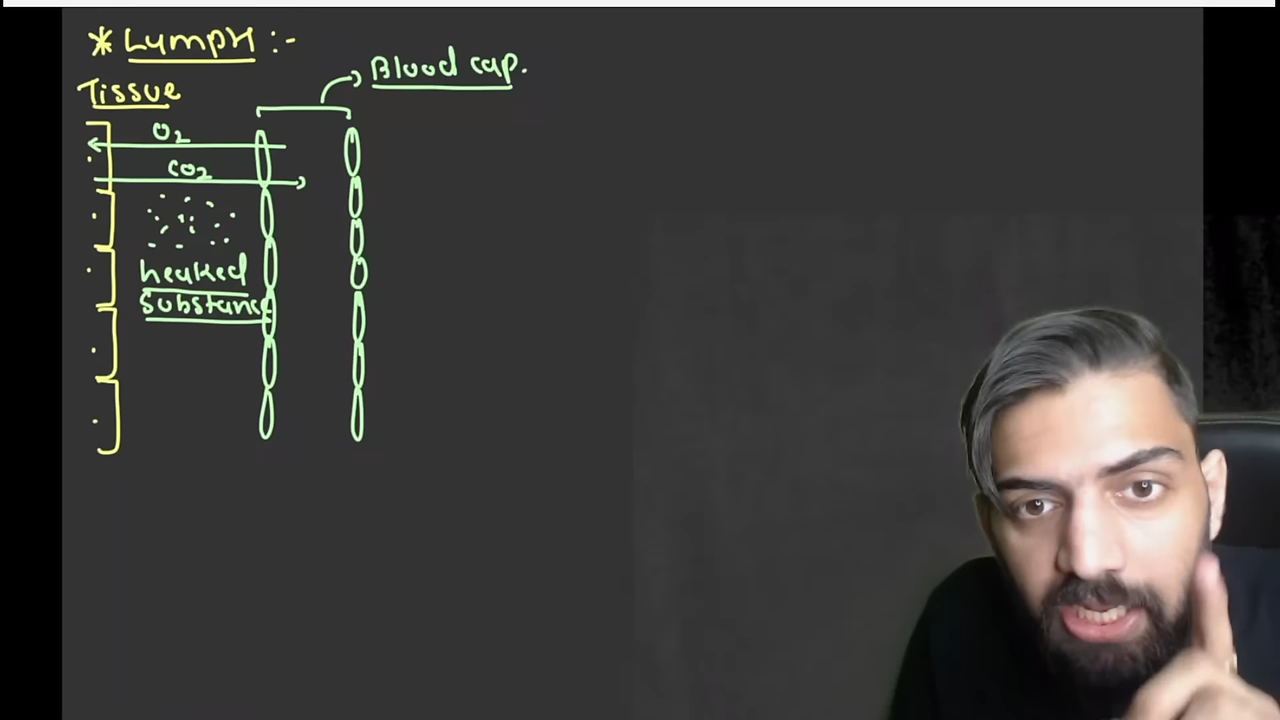 * Lymph :-
Blood cap.
Tissue
O2
CO2
leaked
substance